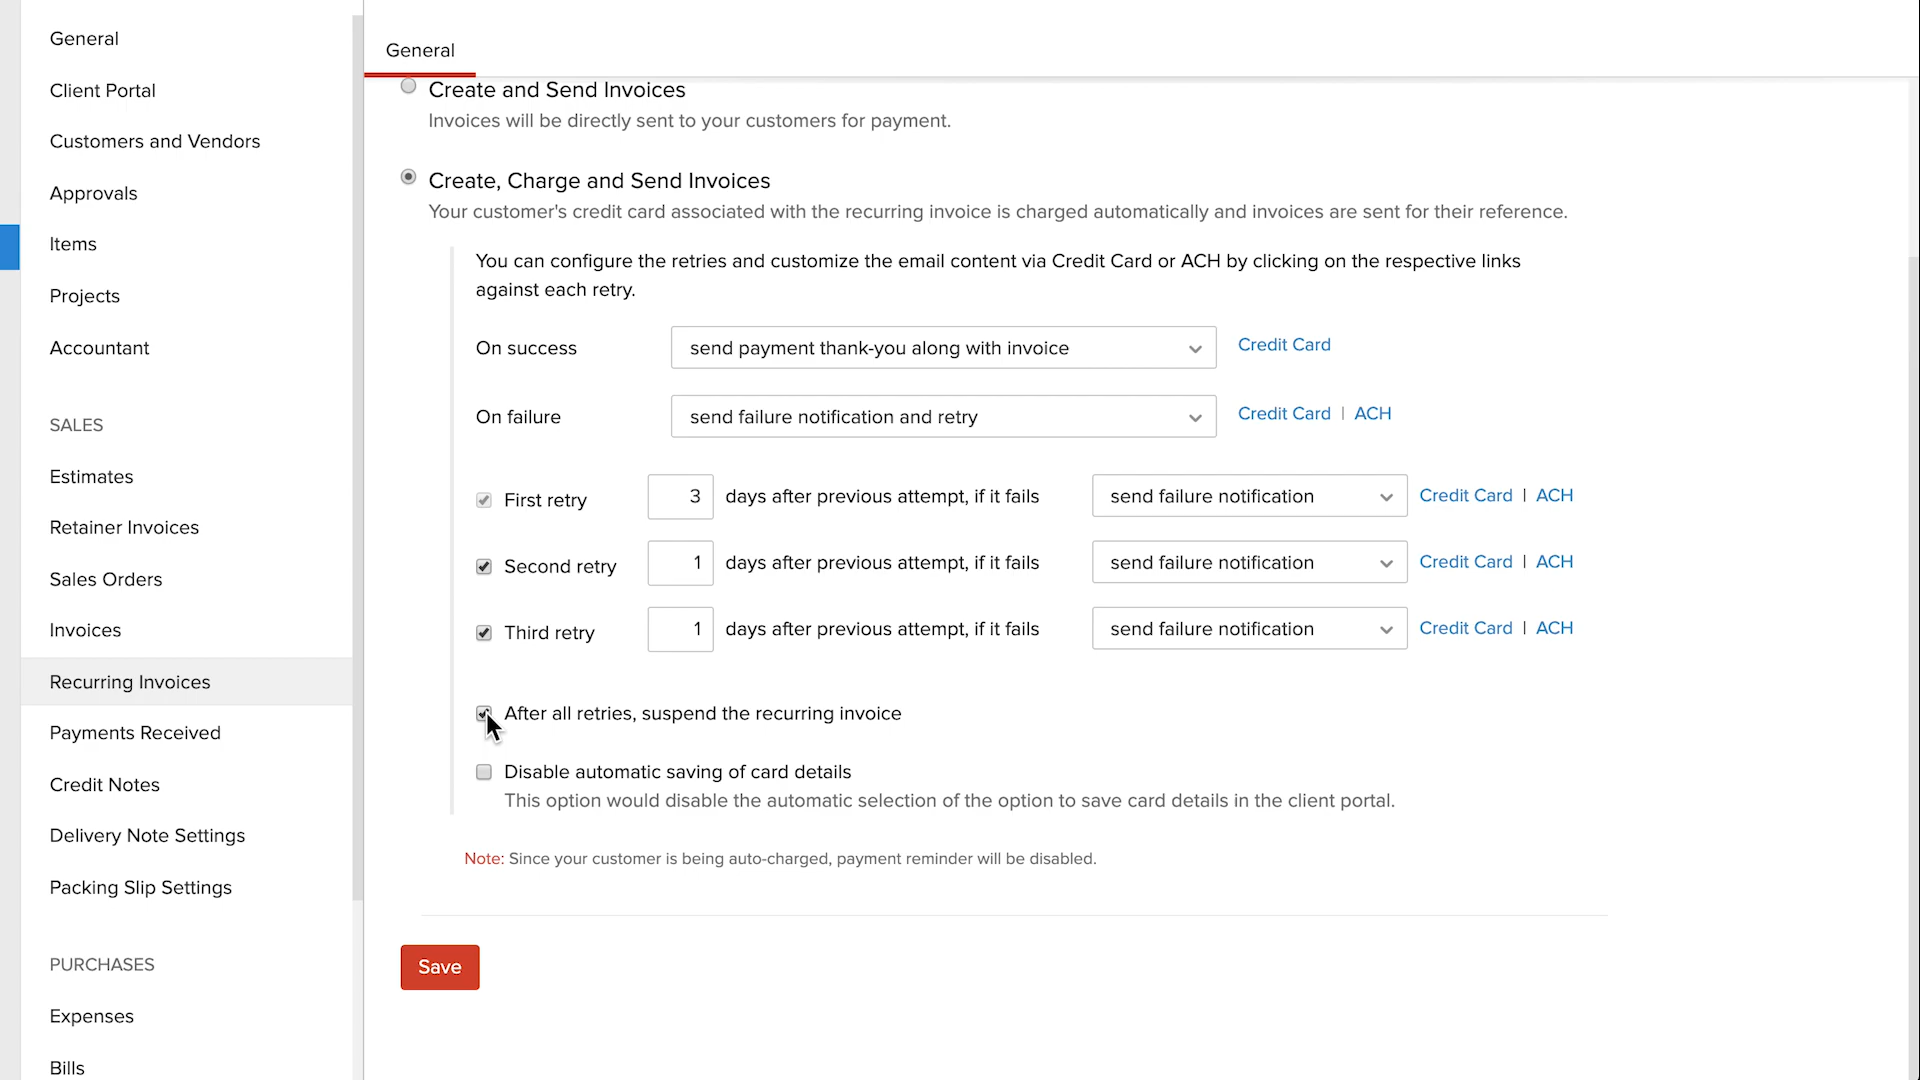 General
Client Portal
Customers and Vendors
Approvals
Items
Projects
Accountant
SALES
Estimates
Retainer Invoices
Sales Orders
Invoices
Recurring Invoices
Payments Received
Credit Notes
Delivery Note Settings
Packing Slip Settings
PURCHASES
Expenses
Bills
General
Create and Send Invoices
Invoices will be directly sent to your customers for payment.
Create, Charge and Send Invoices
Your customer's credit card associated with the recurring invoice is charged automatically and invoices are sent for their reference.
You can configure the retries and customize the email content via Credit Card or ACH by clicking on the respective links
against each retry.
On success send payment thank-you along with invoice Credit Card
On failure send failure notification and retry Credit Card | ACH
First retry 3 days after previous attempt, if it fails send failure notification Credit Card | ACH
Second retry 1 days after previous attempt, if it fails send failure notification Credit Card | ACH
Third retry 1 days after previous attempt, if it fails send failure notification Credit Card | ACH
After all retries, suspend the recurring invoice
Disable automatic saving of card details
This option would disable the automatic selection of the option to save card details in the client portal.
Note: Since your customer is being auto-charged, payment reminder will be disabled.
Save